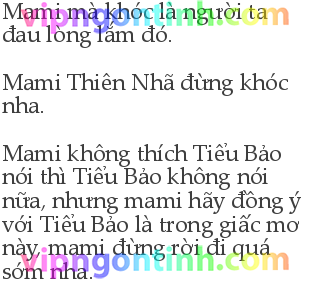 Mami mà khóc là người ta
đau lòng lắm đó.
Mami Thiên Nhã đừng khóc
nha.
Mami không thích Tiểu Bảo
nói thì Tiểu Bảo không nói
nữa, nhưng mami hãy đồng ý
với Tiểu Bảo là trong giấc mơ
này, mami đừng rời đi quá
sớm nha.
vipngontinh.com
vipngontinh.com